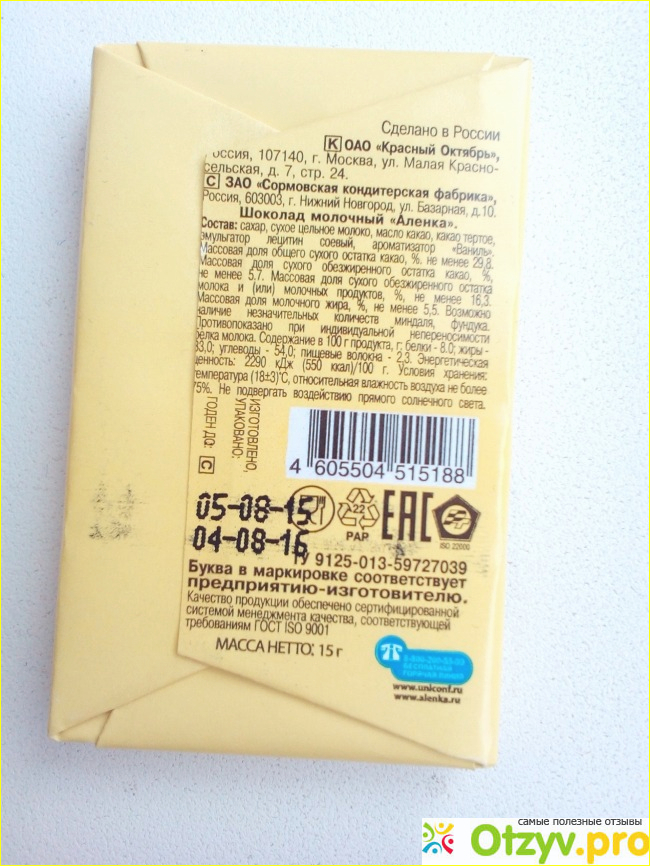 Сделано в России
К ОАО «Красный Октябрь»,
Россия, 107140, г. Москва, ул. Малая Красно-
сельская, д. 7, стр. 24.
С ЗАО «Сормовская кондитерская фабрика»,
Россия, 603003, г. Нижний Новгород, ул. Базарная, д.10.
Шоколад молочный «Аленка».
Состав: сахар, сухое цельное молоко, масло какао, какао тертое,
эмульгатор лецитин соевый, ароматизатор «Ваниль».
Массовая доля общего сухого остатка какао, %, не менее 29,8.
Массовая доля сухого обезжиренного остатка какао, %,
не менее 5.7. Массовая доля сухого обезжиренного остатка
молока и (или) молочных продуктов, %, не менее 16,3.
Массовая доля молочного жира, %, не менее 5,5. Возможно
наличие незначительных количеств миндаля, фундука.
Противопоказано при индивидуальной непереносимости
белка молока. Содержание в 100 г продукта, г: белки - 8.0; жиры -
33,0; углеводы - 54,0; пищевые волокна - 2,3. Энергетическая
ценность: 2290 кДж (550 ккал)/100 г. Условия хранения:
температура (18±3)°С, относительная влажность воздуха не более
75%. Не подвергать воздействию прямого солнечного света.
ИЗГОТОВЛЕНО,
УПАКОВАНО:
ГОДЕН ДО:
С
4 605504 515188
05-08-15
04-08-16
22
PAP
ЕАС
ISO 22000
ТУ 9125-013-59727039
Буква в маркировке соответствует
предприятию-изготовителю.
Качество продукции обеспечено сертифицированной
системой менеджмента качества, соответствующей
требованиям ГОСТ ISO 9001
МАССА НЕТТО: 15 г
БЕСПЛАТНАЯ
ГОРЯЧАЯ ЛИНИЯ
www.uniconf.ru
www.alenka.ru
самые полезные отзывы
Otzyv.pro